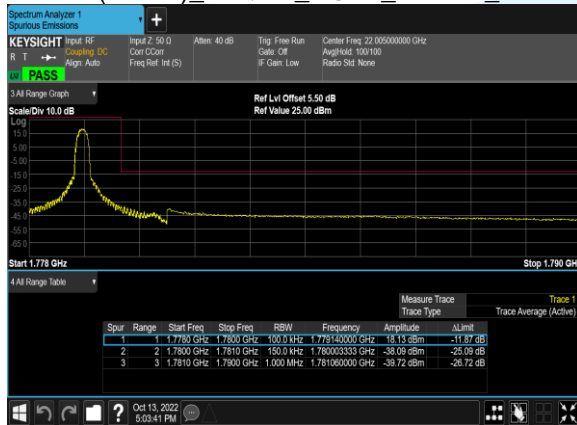 Spectrum Analyzer 1
Spurious Emissions
+
KEYSIGHT Input: RF Input Z: 50 Ω Atten: 40 dB Trig: Free Run Center Freq: 22.005000000 GHz
R T Coupling: DC Corr CCorr Gate: Off Avg|Hold: 100/100
Align: Auto Freq Ref: Int (S) IF Gain: Low Radio Std: None
LW PASS
3 All Range Graph
Ref Lvl Offset 5.50 dB
Scale/Div 10.0 dB Ref Value 25.00 dBm
Log
15.0
5.00
-5.00
-15.0
-25.0
-35.0
-45.0
-55.0
-65.0
Start 1.778 GHz Stop 1.790 GH
4 All Range Table
Measure Trace Trace 1
Trace Type Trace Average (Active)
Spur Range Start Freq Stop Freq RBW Frequency Amplitude ΔLimit
1 1 1.7780 GHz 1.7800 GHz 100.0 kHz 1.779140000 GHz 18.13 dBm -11.87 dB
2 2 1.7800 GHz 1.7810 GHz 150.0 kHz 1.780003333 GHz -38.09 dBm -25.09 dB
3 3 1.7810 GHz 1.7900 GHz 1.000 MHz 1.781060000 GHz -39.72 dBm -26.72 dB
? Oct 13, 2022
5:03:41 PM